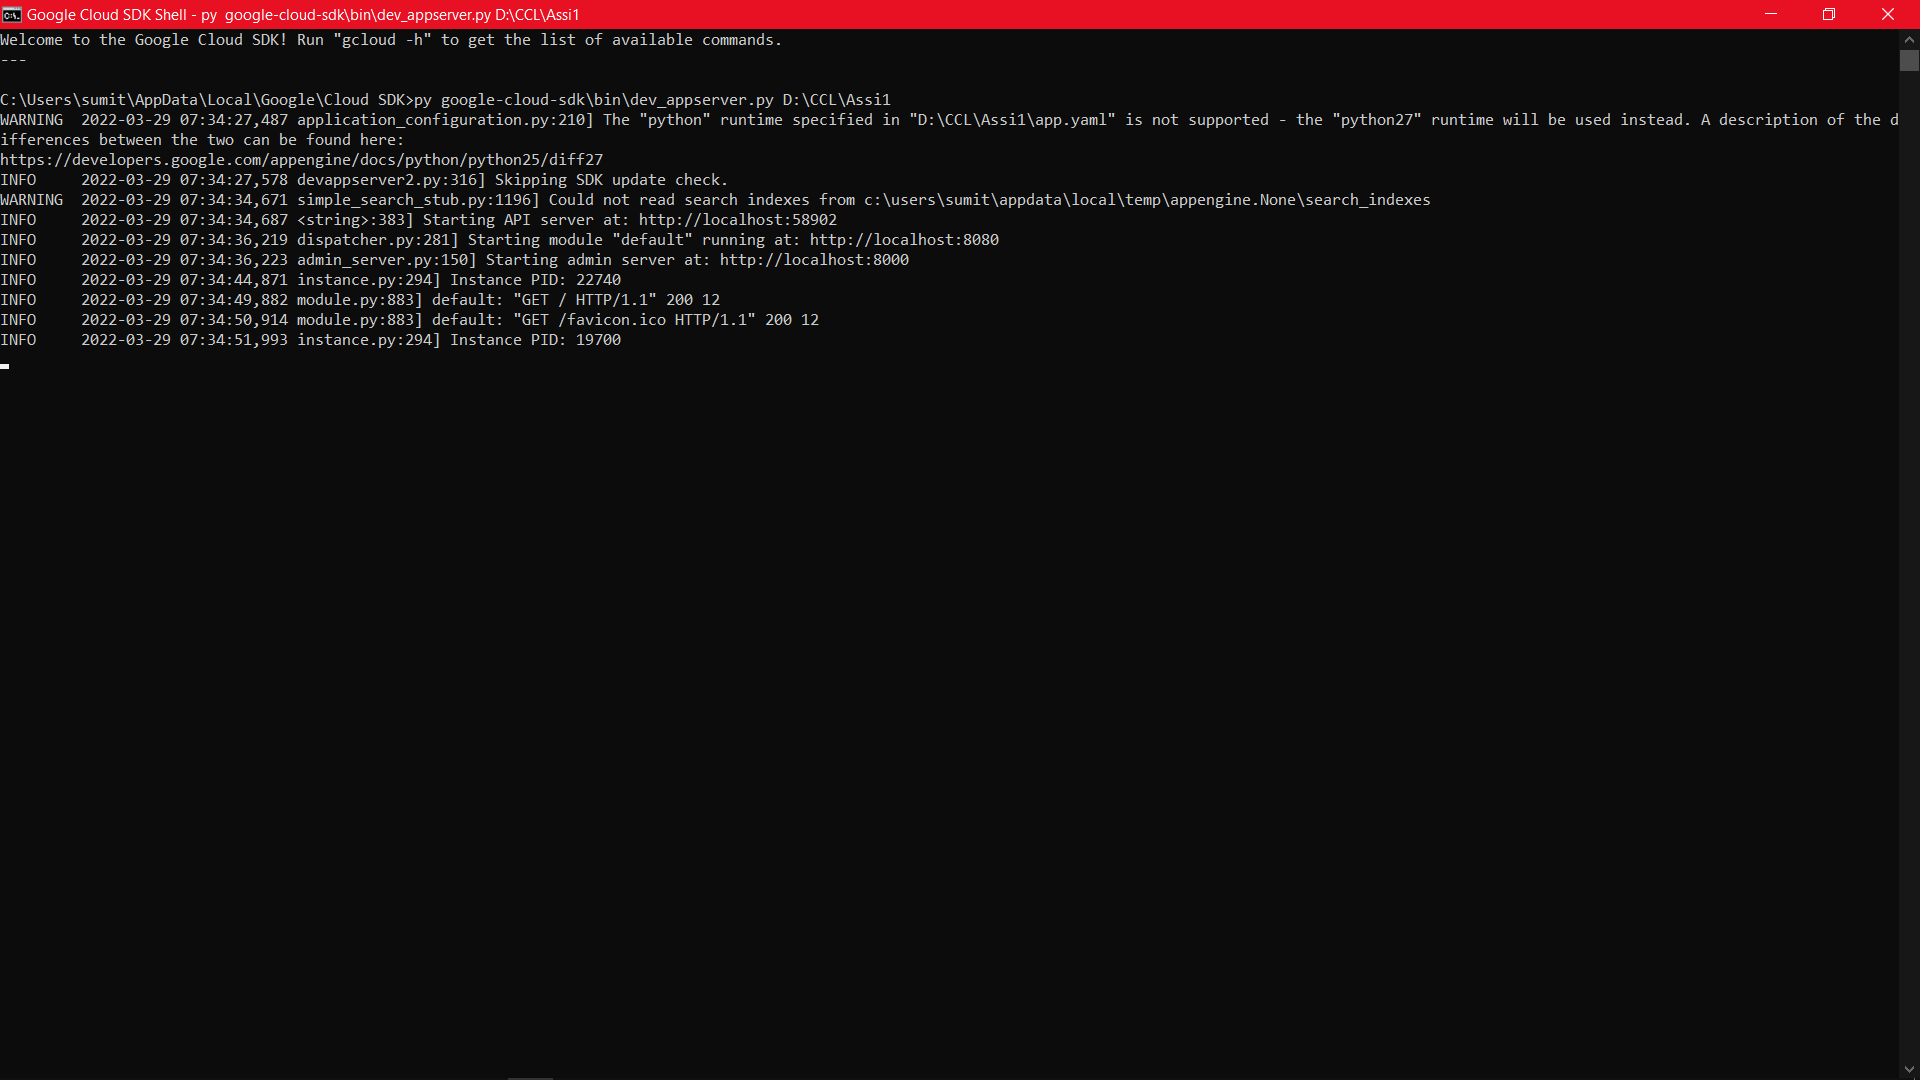 Google Cloud SDK Shell - py  google-cloud-sdk\bin\dev_appserver.py D:\CCL\Assi1
Welcome to the Google Cloud SDK! Run "gcloud -h" to get the list of available commands.
---
C:\Users\sumit\AppData\Local\Google\Cloud SDK>py google-cloud-sdk\bin\dev_appserver.py D:\CCL\Assi1
WARNING  2022-03-29 07:34:27,487 application_configuration.py:210] The "python" runtime specified in "D:\CCL\Assi1\app.yaml" is not supported - the "python27" runtime will be used instead. A description of the d
ifferences between the two can be found here:
https://developers.google.com/appengine/docs/python/python25/diff27
INFO     2022-03-29 07:34:27,578 devappserver2.py:316] Skipping SDK update check.
WARNING  2022-03-29 07:34:34,671 simple_search_stub.py:1196] Could not read search indexes from c:\users\sumit\appdata\local\temp\appengine.None\search_indexes
INFO     2022-03-29 07:34:34,687 <string>:383] Starting API server at: http://localhost:58902
INFO     2022-03-29 07:34:36,219 dispatcher.py:281] Starting module "default" running at: http://localhost:8080
INFO     2022-03-29 07:34:36,223 admin_server.py:150] Starting admin server at: http://localhost:8000
INFO     2022-03-29 07:34:44,871 instance.py:294] Instance PID: 22740
INFO     2022-03-29 07:34:49,882 module.py:883] default: "GET / HTTP/1.1" 200 12
INFO     2022-03-29 07:34:50,914 module.py:883] default: "GET /favicon.ico HTTP/1.1" 200 12
INFO     2022-03-29 07:34:51,993 instance.py:294] Instance PID: 19700